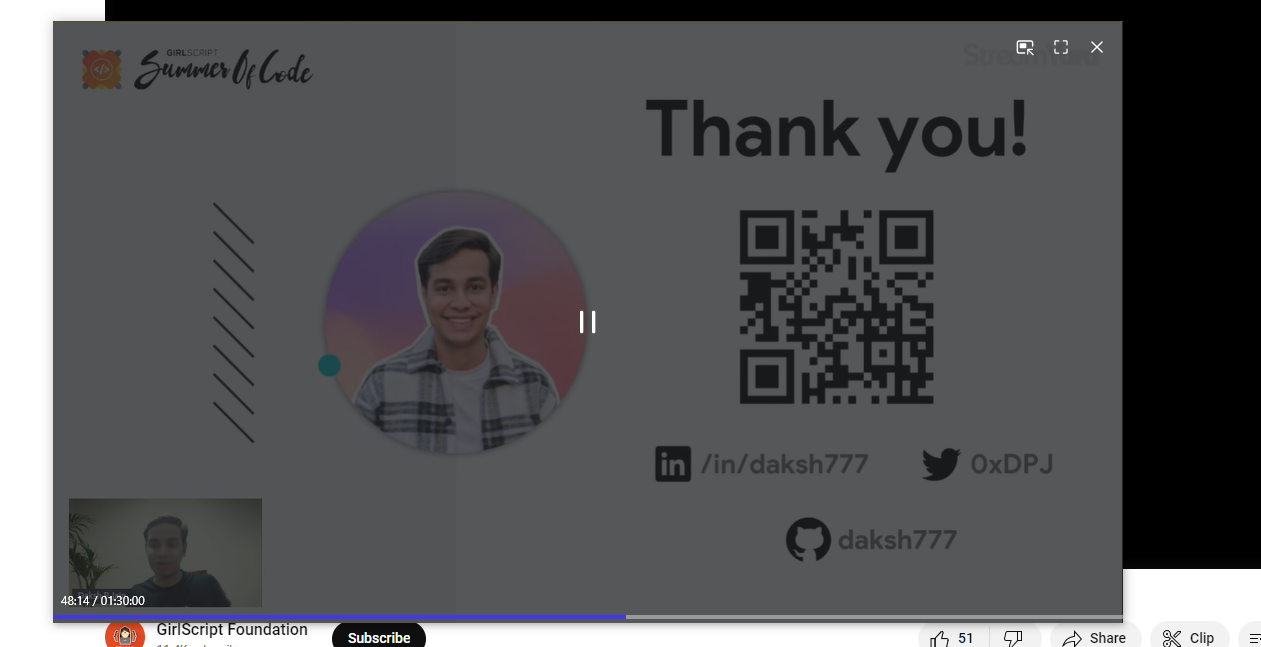 GIRLSCRIPT
Summer Of Code
StreamYard
Thank you!
/in/daksh777
0xDPJ
daksh777
48:14 / 01:30:00
GirlScript Foundation
Subscribe
51
Share
Clip